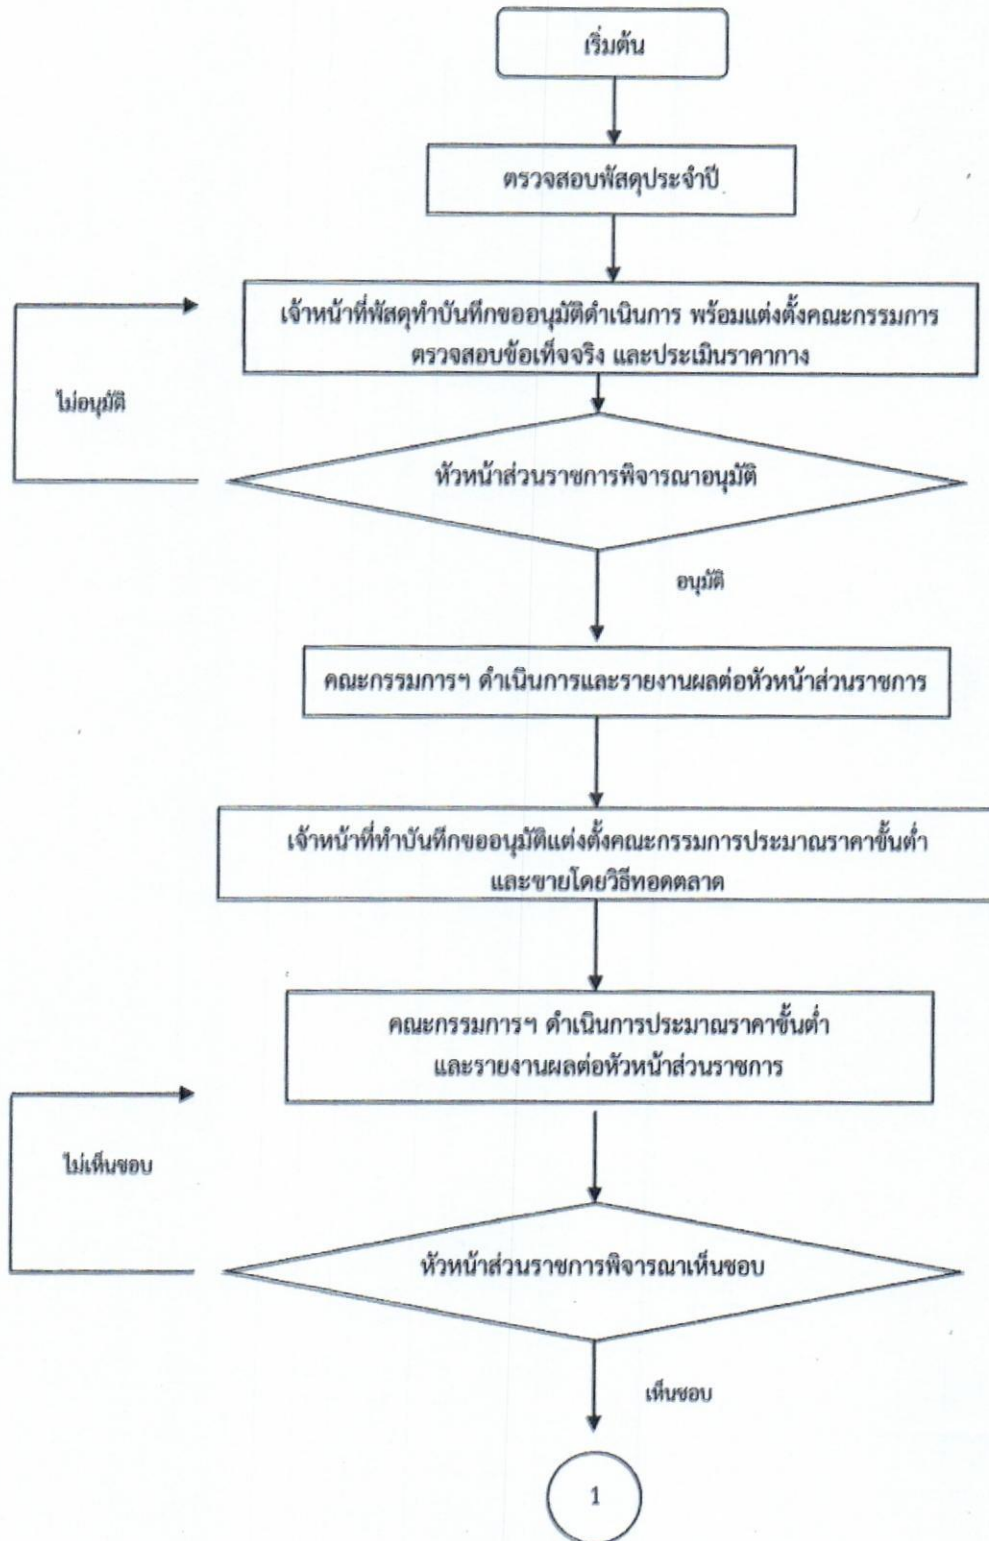 เริ่มต้น
ตรวจสอบพัสดุประจำปี
เจ้าหน้าที่พัสดุทำบันทึกขออนุมัติดำเนินการ พร้อมแต่งตั้งคณะกรรมการ
ตรวจสอบข้อเท็จจริง และประเมินราคากาง
ไม่อนุมัติ
หัวหน้าส่วนราชการพิจารณาอนุมัติ
อนุมัติ
คณะกรรมการฯ ดำเนินการและรายงานผลต่อหัวหน้าส่วนราชการ
เจ้าหน้าที่ทำบันทึกขออนุมัติแต่งตั้งคณะกรรมการประมาณราคาขั้นต่ำ
และขายโดยวิธีทอดตลาด
คณะกรรมการฯ ดำเนินการประมาณราคาขั้นต่ำ
และรายงานผลต่อหัวหน้าส่วนราชการ
ไม่เห็นชอบ
หัวหน้าส่วนราชการพิจารณาเห็นชอบ
เห็นชอบ
1